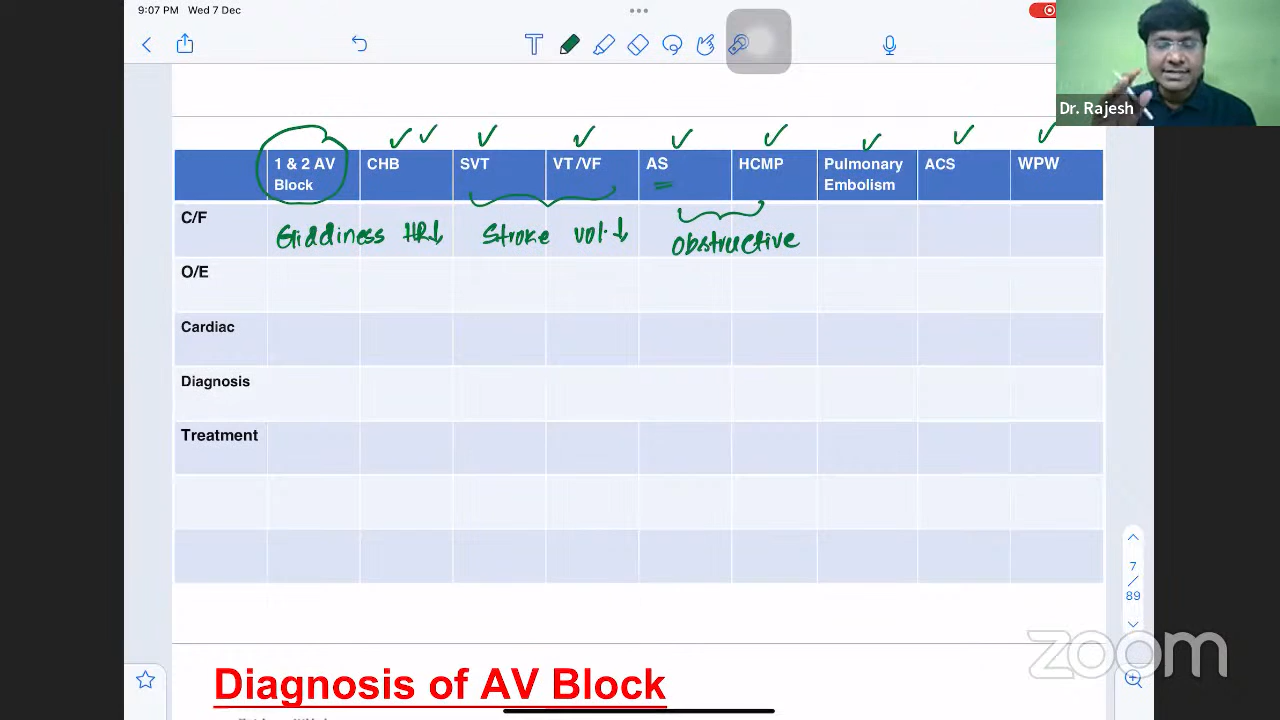 9:07 PM Wed 7 Dec
Dr. Rajesh
1 & 2 AV Block CHB SVT VT /VF AS HCMP Pulmonary Embolism ACS WPW
C/F Giddiness HR↓ Stroke vol.↓ Obstructive
O/E
Cardiac
Diagnosis
Treatment
7
/
89
zoom
Diagnosis of AV Block